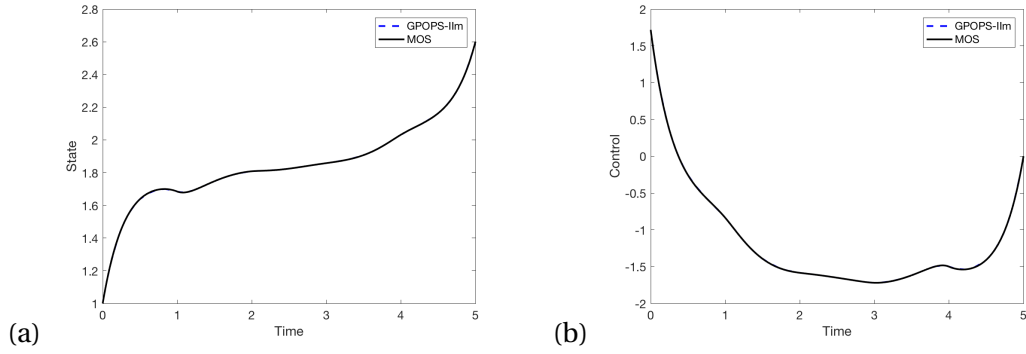 2.8
2.6
2.4
2.2
2
1.8
1.6
1.4
1.2
1
State
0 1 2 3 4 5
Time
GPOPS-IIm
MOS
(a)
2
1.5
1
0.5
0
-0.5
-1
-1.5
-2
Control
0 1 2 3 4 5
Time
GPOPS-IIm
MOS
(b)